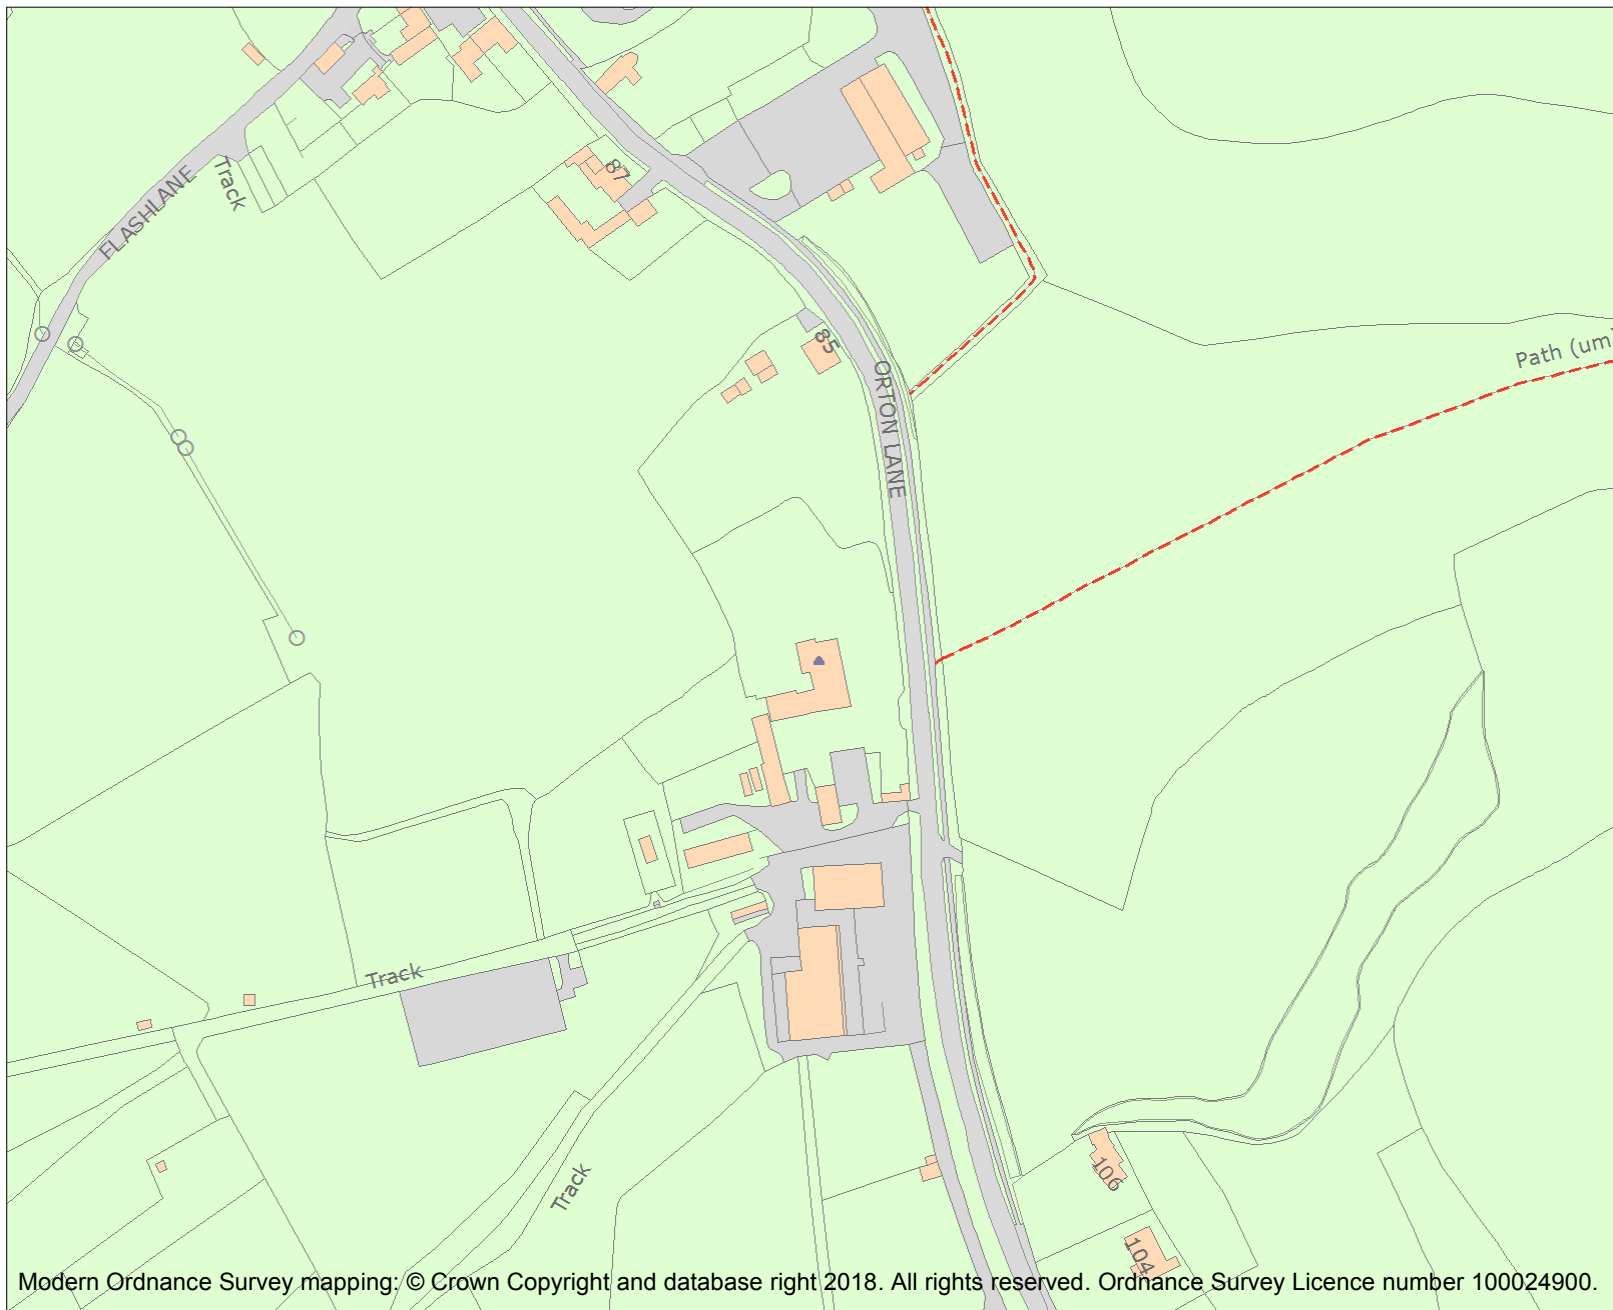 87
Track
FLASHLANE
85
Path (um
ORTON LANE
Track
106
Track
104
Modern Ordnance Survey mapping: © Crown Copyright and database right 2018. All rights reserved. Ordnance Survey Licence number 100024900.